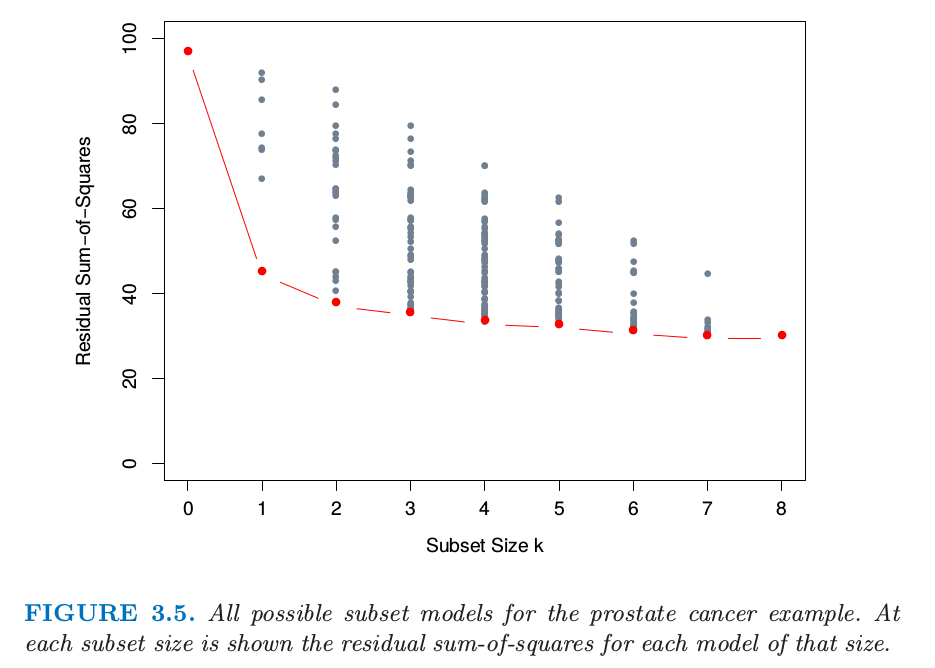 100
80
60
40
20
0
Residual Sum−of−Squares
0 1 2 3 4 5 6 7 8
Subset Size k
FIGURE 3.5. All possible subset models for the prostate cancer example. At
each subset size is shown the residual sum-of-squares for each model of that size.